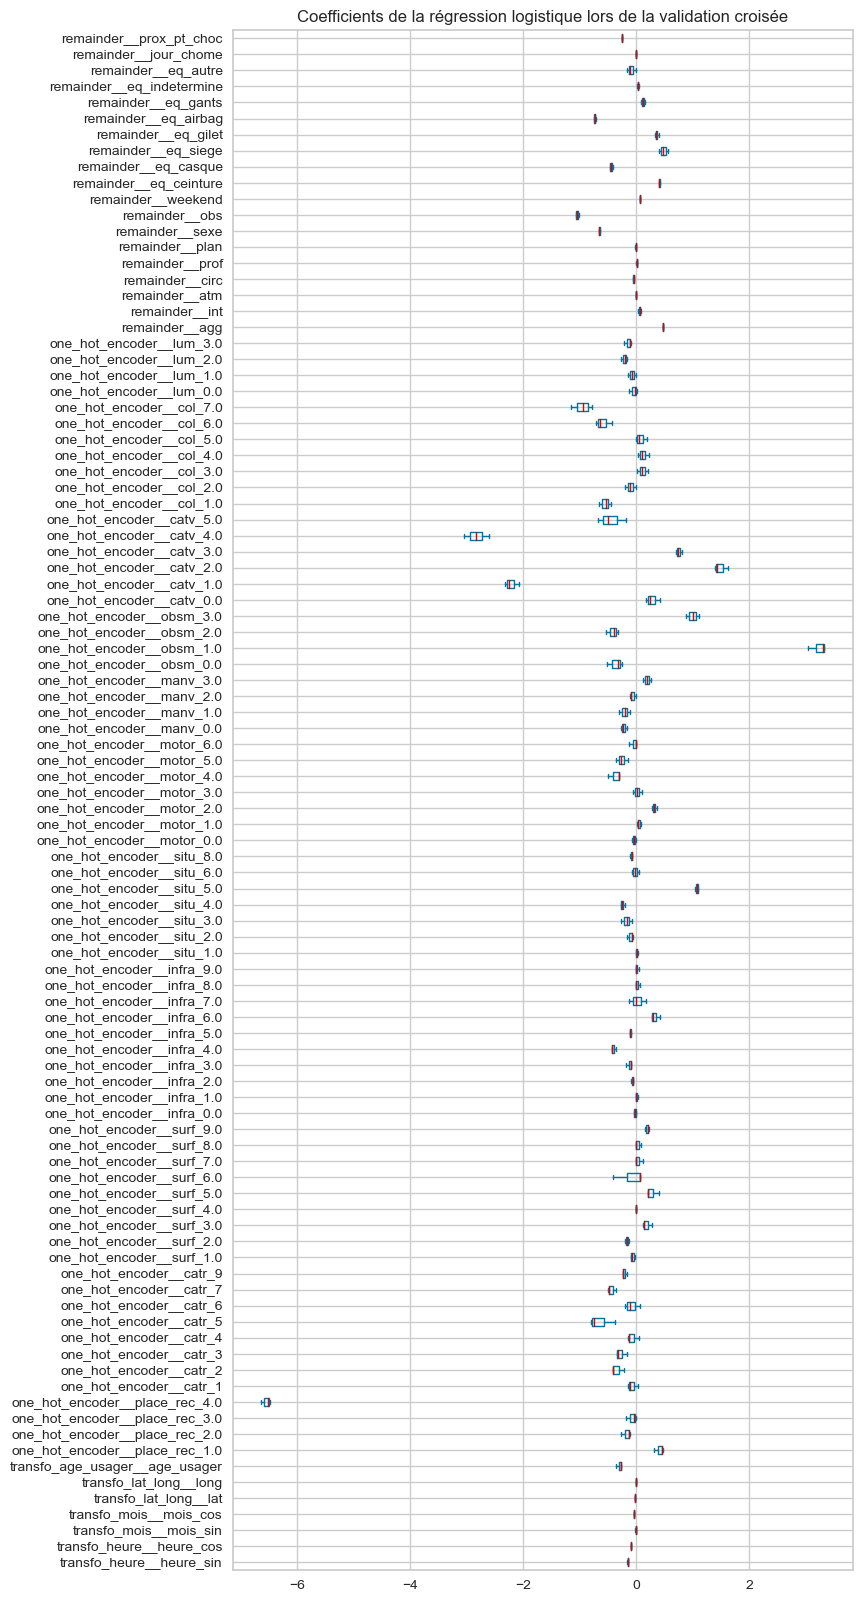 Coefficients de la régression logistique lors de la validation croisée
remainder__prox_pt_choc
remainder__jour_chome
remainder__eq_autre
remainder__eq_indetermine
remainder__eq_gants
remainder__eq_airbag
remainder__eq_gilet
remainder__eq_siege
remainder__eq_casque
remainder__eq_ceinture
remainder__weekend
remainder__obs
remainder__sexe
remainder__plan
remainder__prof
remainder__circ
remainder__atm
remainder__int
remainder__agg
one_hot_encoder__lum_3.0
one_hot_encoder__lum_2.0
one_hot_encoder__lum_1.0
one_hot_encoder__lum_0.0
one_hot_encoder__col_7.0
one_hot_encoder__col_6.0
one_hot_encoder__col_5.0
one_hot_encoder__col_4.0
one_hot_encoder__col_3.0
one_hot_encoder__col_2.0
one_hot_encoder__col_1.0
one_hot_encoder__catv_5.0
one_hot_encoder__catv_4.0
one_hot_encoder__catv_3.0
one_hot_encoder__catv_2.0
one_hot_encoder__catv_1.0
one_hot_encoder__catv_0.0
one_hot_encoder__obsm_3.0
one_hot_encoder__obsm_2.0
one_hot_encoder__obsm_1.0
one_hot_encoder__obsm_0.0
one_hot_encoder__manv_3.0
one_hot_encoder__manv_2.0
one_hot_encoder__manv_1.0
one_hot_encoder__manv_0.0
one_hot_encoder__motor_6.0
one_hot_encoder__motor_5.0
one_hot_encoder__motor_4.0
one_hot_encoder__motor_3.0
one_hot_encoder__motor_2.0
one_hot_encoder__motor_1.0
one_hot_encoder__motor_0.0
one_hot_encoder__situ_8.0
one_hot_encoder__situ_6.0
one_hot_encoder__situ_5.0
one_hot_encoder__situ_4.0
one_hot_encoder__situ_3.0
one_hot_encoder__situ_2.0
one_hot_encoder__situ_1.0
one_hot_encoder__infra_9.0
one_hot_encoder__infra_8.0
one_hot_encoder__infra_7.0
one_hot_encoder__infra_6.0
one_hot_encoder__infra_5.0
one_hot_encoder__infra_4.0
one_hot_encoder__infra_3.0
one_hot_encoder__infra_2.0
one_hot_encoder__infra_1.0
one_hot_encoder__infra_0.0
one_hot_encoder__surf_9.0
one_hot_encoder__surf_8.0
one_hot_encoder__surf_7.0
one_hot_encoder__surf_6.0
one_hot_encoder__surf_5.0
one_hot_encoder__surf_4.0
one_hot_encoder__surf_3.0
one_hot_encoder__surf_2.0
one_hot_encoder__surf_1.0
one_hot_encoder__catr_9
one_hot_encoder__catr_7
one_hot_encoder__catr_6
one_hot_encoder__catr_5
one_hot_encoder__catr_4
one_hot_encoder__catr_3
one_hot_encoder__catr_2
one_hot_encoder__catr_1
one_hot_encoder__place_rec_4.0
one_hot_encoder__place_rec_3.0
one_hot_encoder__place_rec_2.0
one_hot_encoder__place_rec_1.0
transfo_age_usager__age_usager
transfo_lat_long__long
transfo_lat_long__lat
transfo_mois__mois_cos
transfo_mois__mois_sin
transfo_heure__heure_cos
transfo_heure__heure_sin
−6 −4 −2 0 2